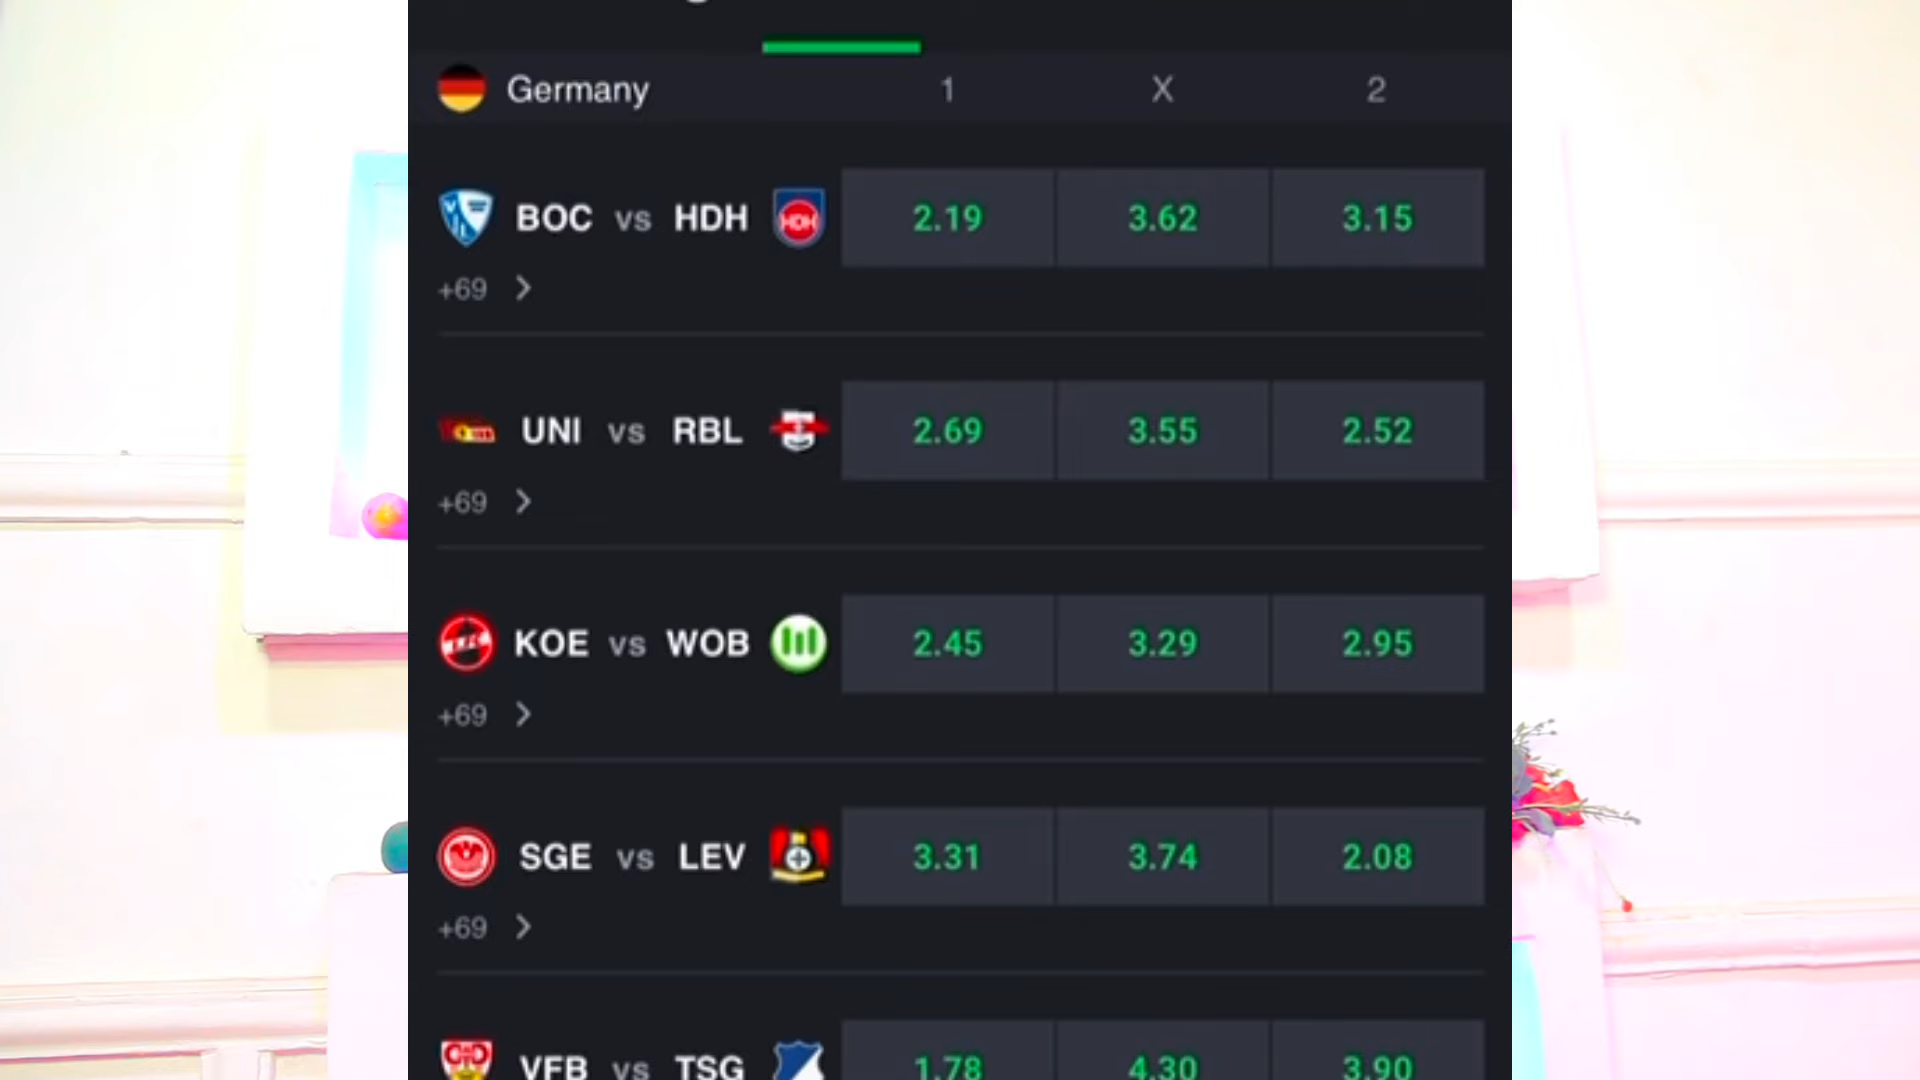 Germany 1 X 2
BOC vs HDH HDH 2.19 3.62 3.15
+69 >
UNI vs RBL 2.69 3.55 2.52
+69 >
KOE vs WOB 2.45 3.29 2.95
+69 >
SGE vs LEV 3.31 3.74 2.08
+69 >
VFB vs TSG 1.78 4.30 3.90